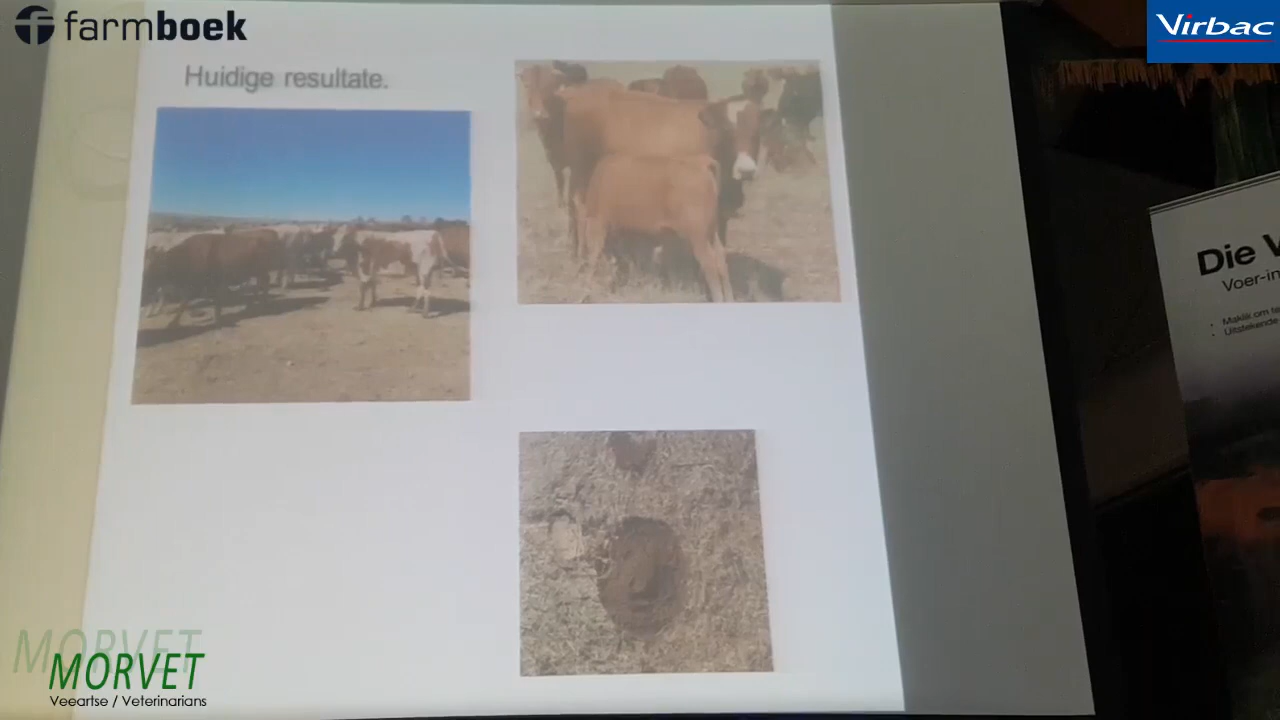 farmboek
Virbac
Huidige resultate.
Die
Voer-in
Maklik om
Uitstekende
MORVET
MORVET
Veeartse / Veterinarians